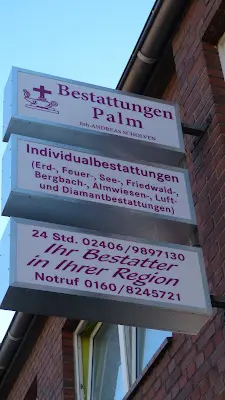 Bestattungen
Palm
Inh. ANDREAS SCHOLVEN
Individualbestattungen
(Erd-, Feuer-, See-, Friedwald-,
Bergbach-, Almwiesen-, Luft-
und Diamantbestattungen)
24 Std. 02406/9897130
Ihr Bestatter
in Ihrer Region
Notruf 0160/8245721